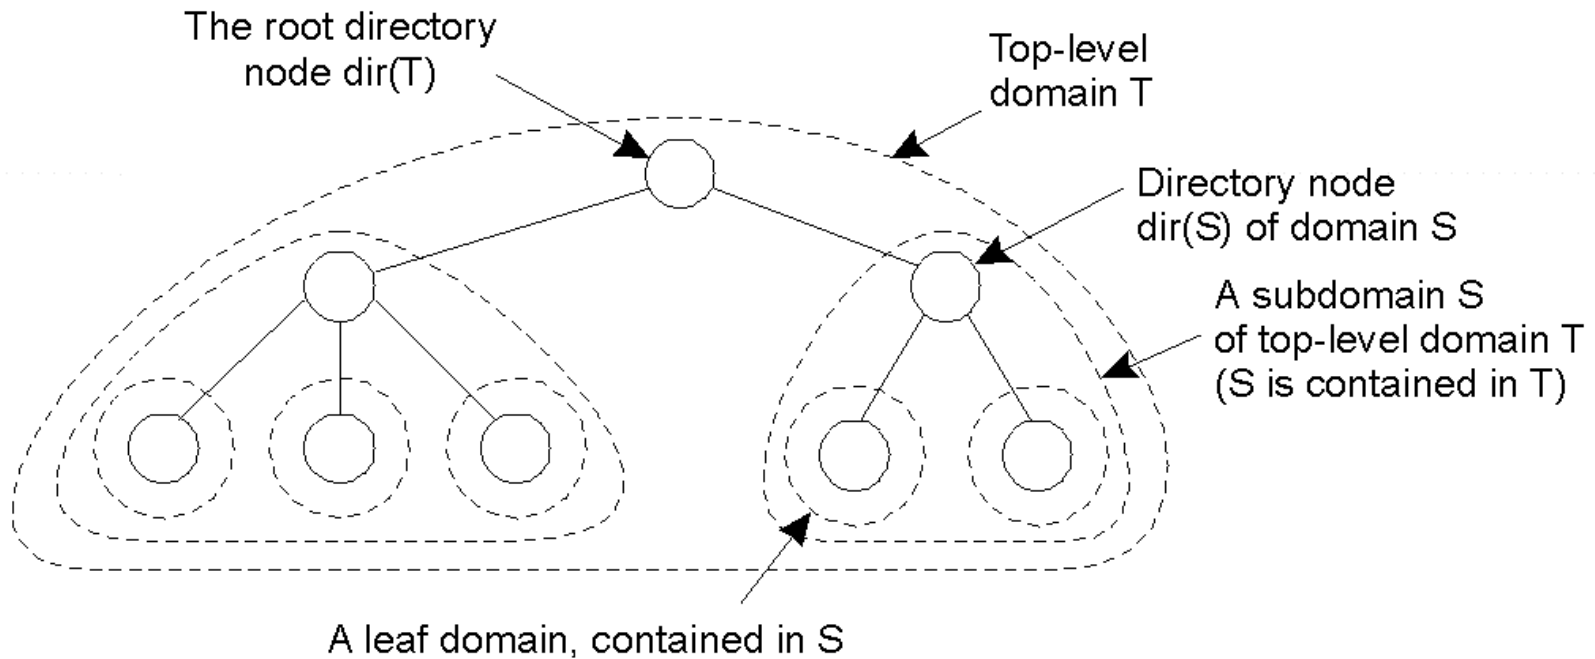 The root directory
node dir(T)
Top-level
domain T
Directory node
dir(S) of domain S
A subdomain S
of top-level domain T
(S is contained in T)
A leaf domain, contained in S